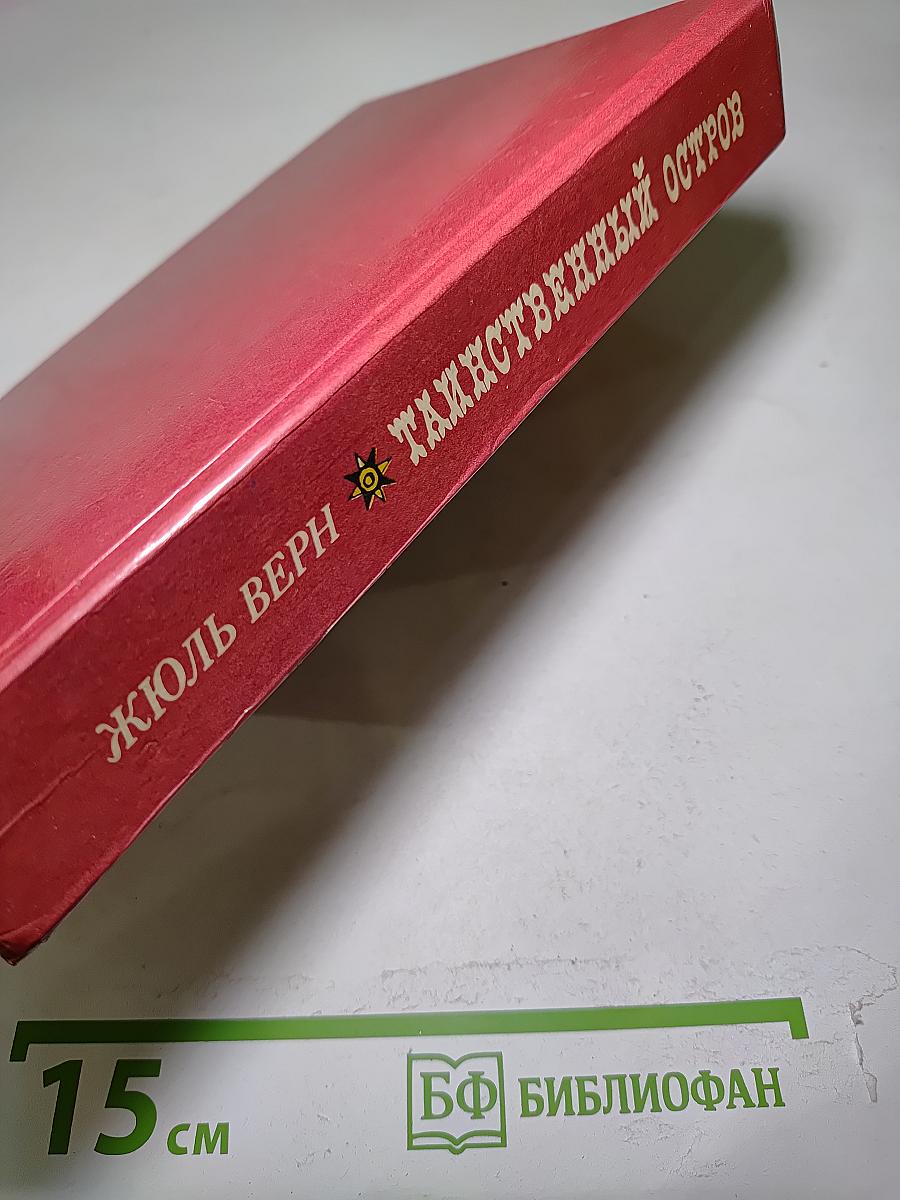 ЖЮЛЬ ВЕРН ТАИНСТВЕННЫЙ ОСТРОВ
15 см
БФ БИБЛИОФАН